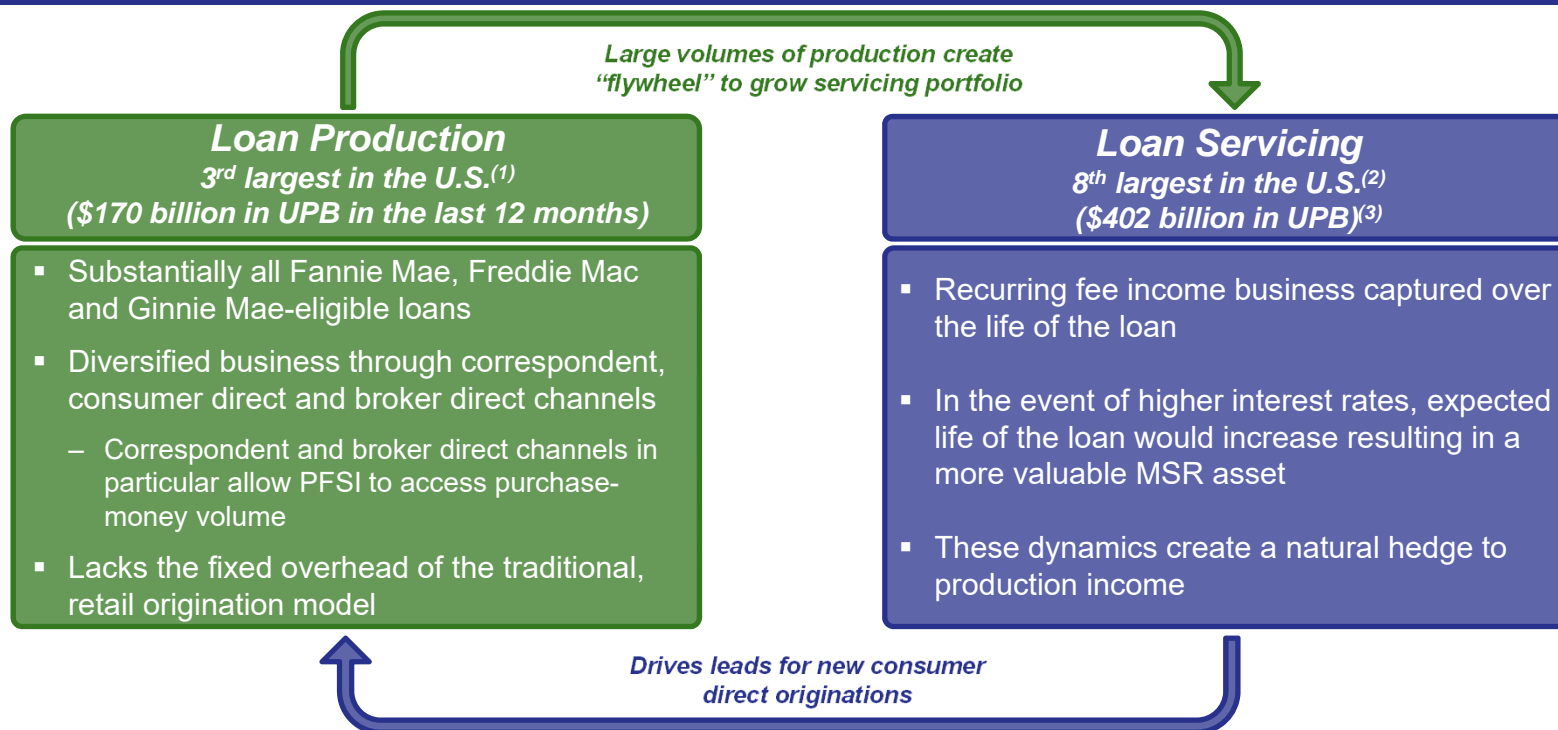 Large volumes of production create
“flywheel” to grow servicing portfolio
Loan Production
3rd largest in the U.S.(1)
($170 billion in UPB in the last 12 months)
▪ Substantially all Fannie Mae, Freddie Mac
and Ginnie Mae-eligible loans
▪ Diversified business through correspondent,
consumer direct and broker direct channels
– Correspondent and broker direct channels in
particular allow PFSI to access purchase-
money volume
▪ Lacks the fixed overhead of the traditional,
retail origination model
Loan Servicing
8th largest in the U.S.(2)
($402 billion in UPB)(3)
▪ Recurring fee income business captured over
the life of the loan
▪ In the event of higher interest rates, expected
life of the loan would increase resulting in a
more valuable MSR asset
▪ These dynamics create a natural hedge to
production income
Drives leads for new consumer
direct originations